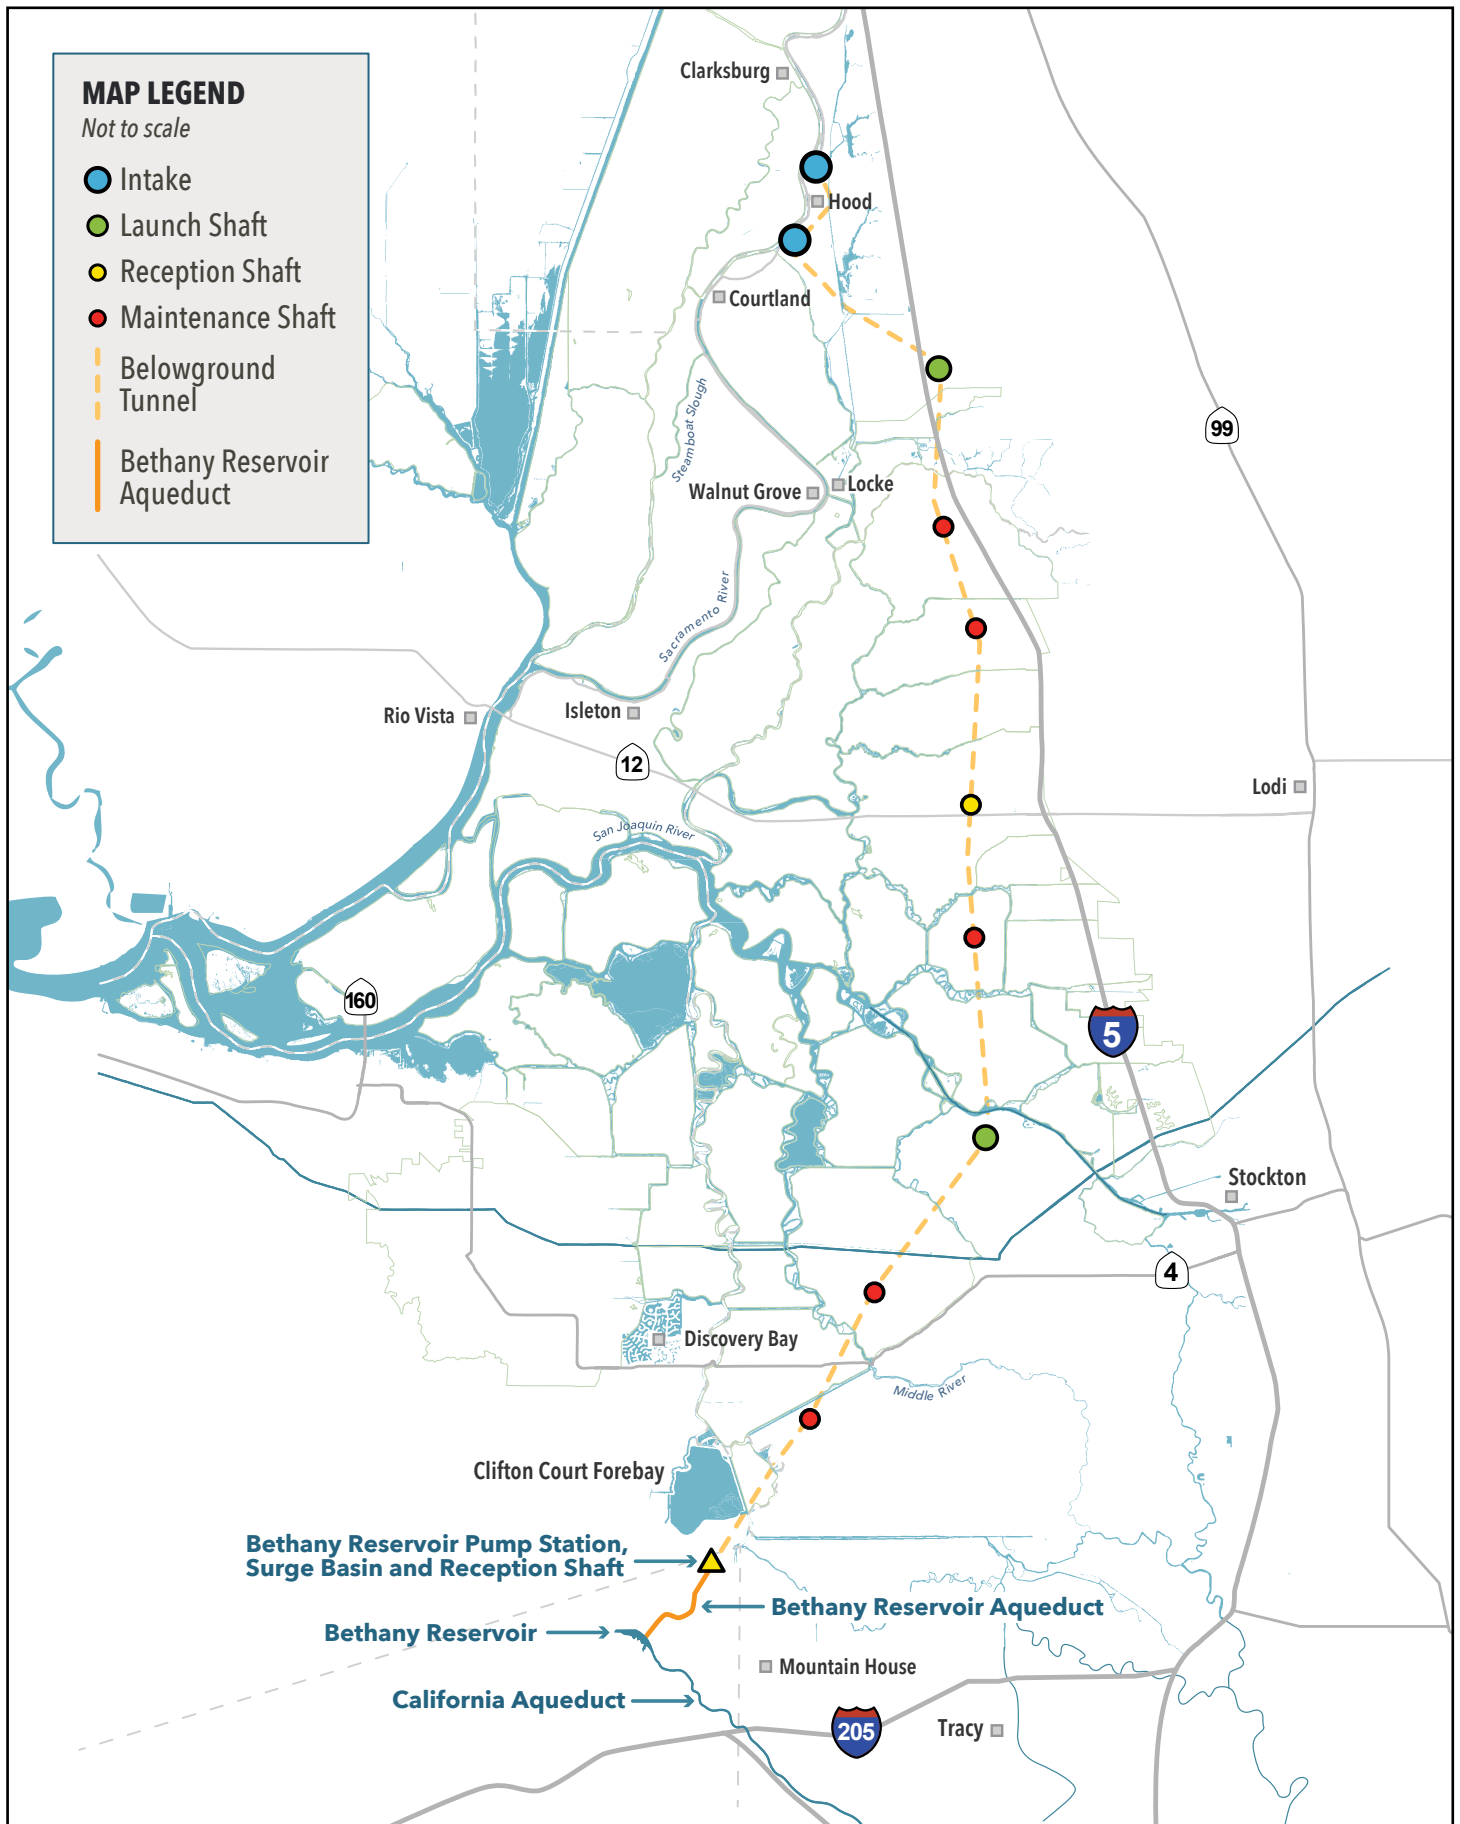 MAP LEGEND
Not to scale
Intake
Launch Shaft
Reception Shaft
Maintenance Shaft
Belowground
Tunnel
Bethany Reservoir
Aqueduct
Clarksburg
Hood
Courtland
Steamboat Slough
99
Walnut Grove
Locke
Sacramento River
Rio Vista
Isleton
12
Lodi
San Joaquin River
160
5
Stockton
4
Discovery Bay
Middle River
Clifton Court Forebay
Bethany Reservoir Pump Station,
Surge Basin and Reception Shaft
Bethany Reservoir Aqueduct
Bethany Reservoir
Mountain House
California Aqueduct
205
Tracy